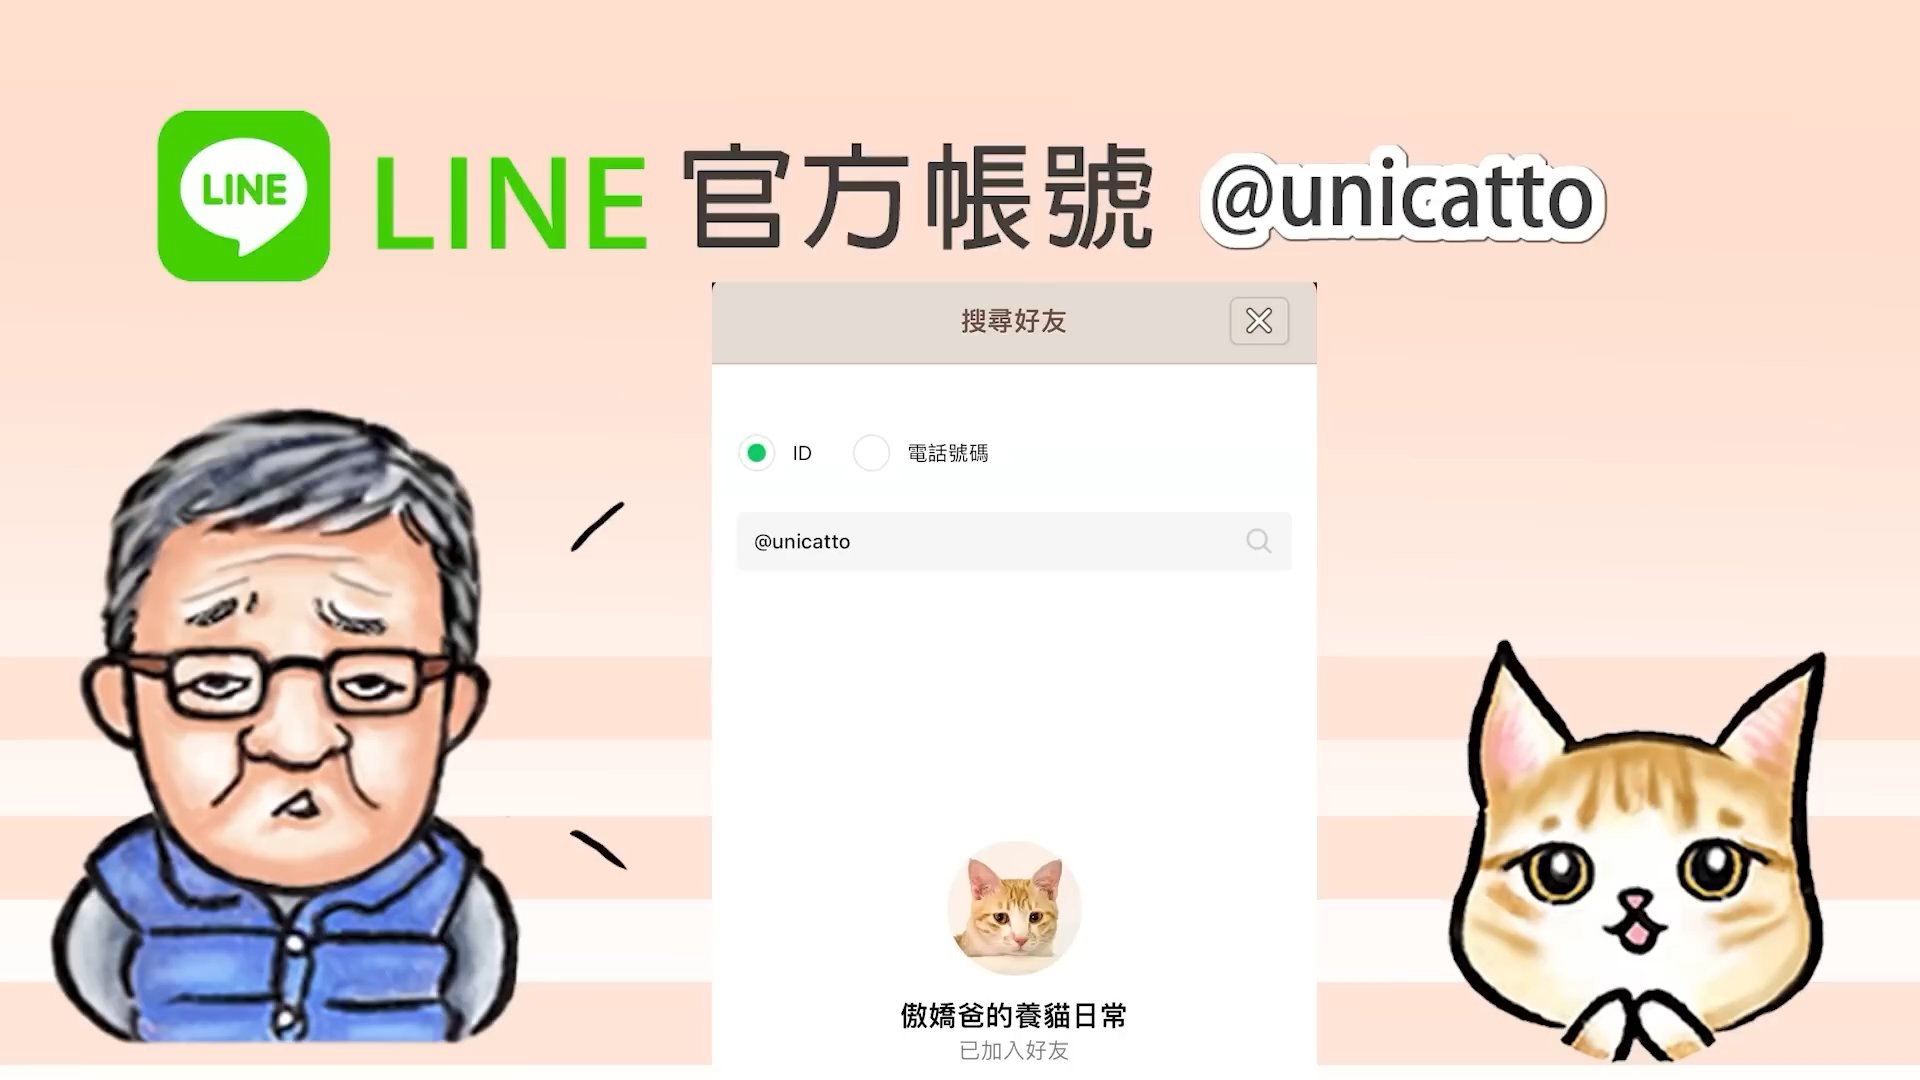 LINE
LINE 官方帳號 @unicatto
搜尋好友
ID 電話號碼
@unicatto
傲嬌爸的養貓日常
已加入好友